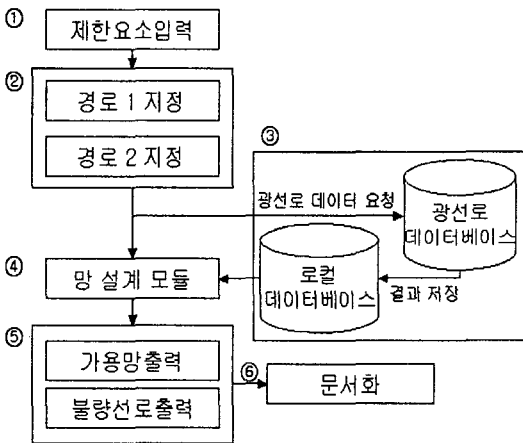 ①
제한요소입력
②
경로 1 지정
경로 2 지정
③
광선로 데이터 요청
광선로
데이터베이스
④
망 설계 모듈
로컬
데이터베이스
결과 저장
⑤
가용망출력
불량선로출력
⑥
문서화